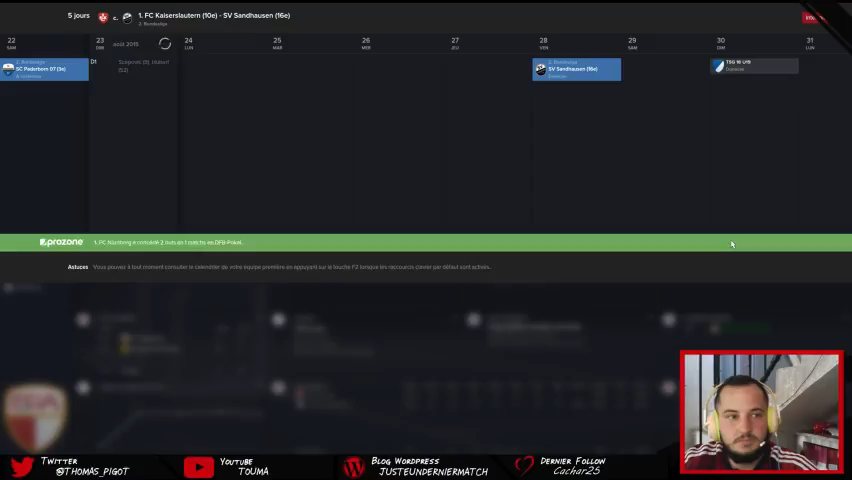 5 jours
c.
1. FC Kaiserslautern (10e) - SV Sandhausen (16e)
2. Bundesliga
22
SAM
23
DIM
août 2015
24
LUN
25
MAR
26
MER
27
JEU
28
VEN
29
SAM
30
DIM
31
LUN
2. Bundesliga
SC Paderborn 07 (3e)
D1
2. Bundesliga
SV Sandhausen (16e)
Domicile
TSG 16 U19
Domicile
prozone
1. FC Nürnberg a concédé 2 buts en 1 matchs en DFB-Pokal.
Astuces
Vous pouvez à tout moment consulter le calendrier de votre équipe première en appuyant sur la touche F2 lorsque les raccourcis clavier par défaut sont activés.
Twitter
@Thomas_Pigot
Youtube
Touma
Blog Wordpress
Justeunderniermatch
Dernier Follow
Cachar25